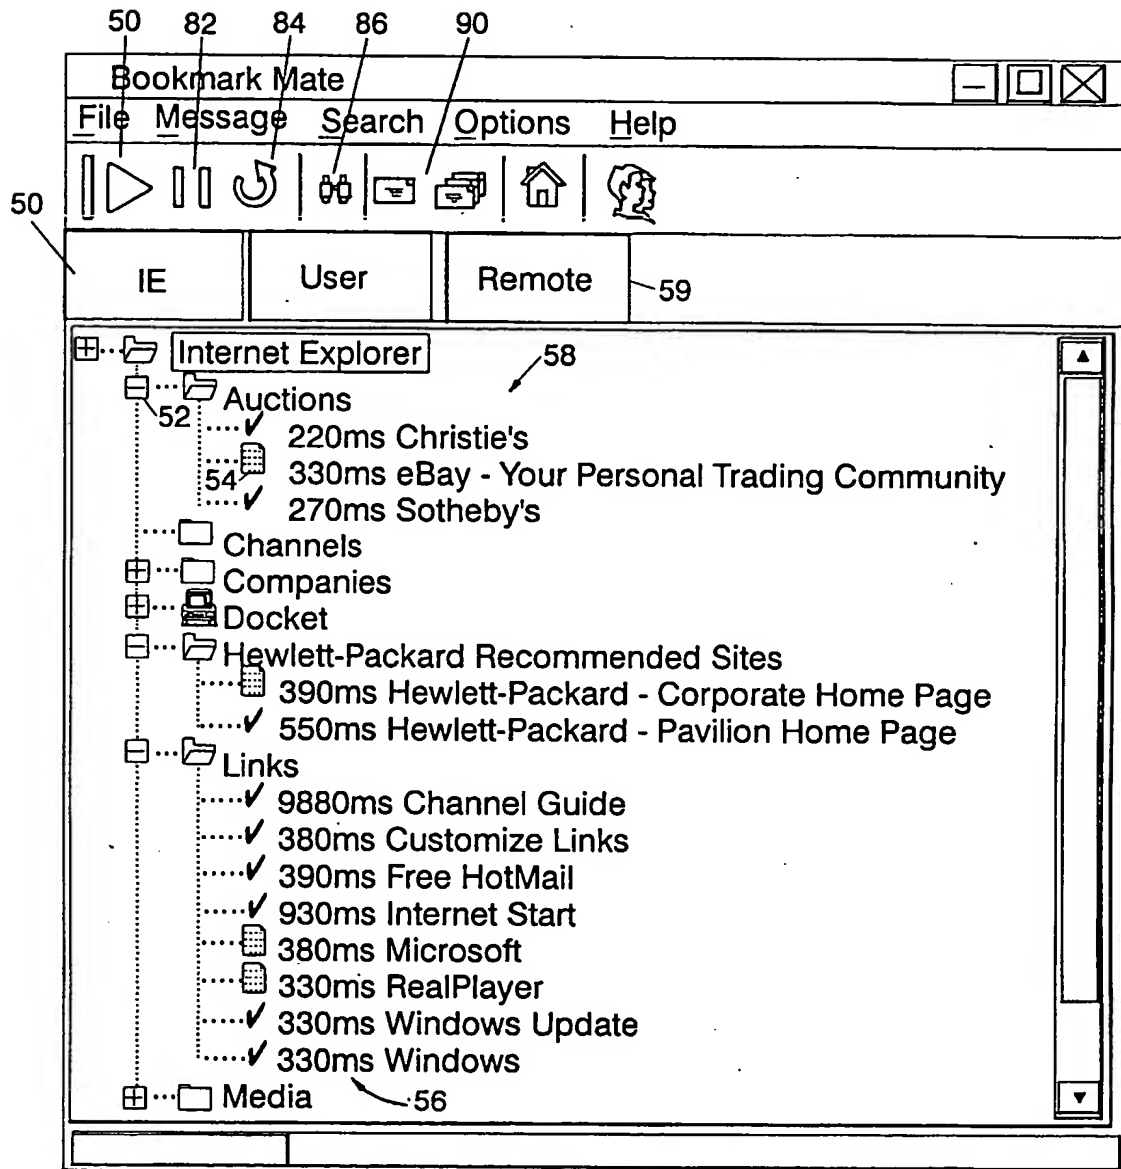 50 82 84 86 90
Bookmark Mate
File Message Search Options Help
50
IE User Remote 59
Internet Explorer 58
52 Auctions
220ms Christie's
54 330ms eBay - Your Personal Trading Community
270ms Sotheby's
Channels
Companies
Docket
Hewlett-Packard Recommended Sites
390ms Hewlett-Packard - Corporate Home Page
550ms Hewlett-Packard - Pavilion Home Page
Links
9880ms Channel Guide
380ms Customize Links
390ms Free HotMail
930ms Internet Start
380ms Microsoft
330ms RealPlayer
330ms Windows Update
330ms Windows
Media 56